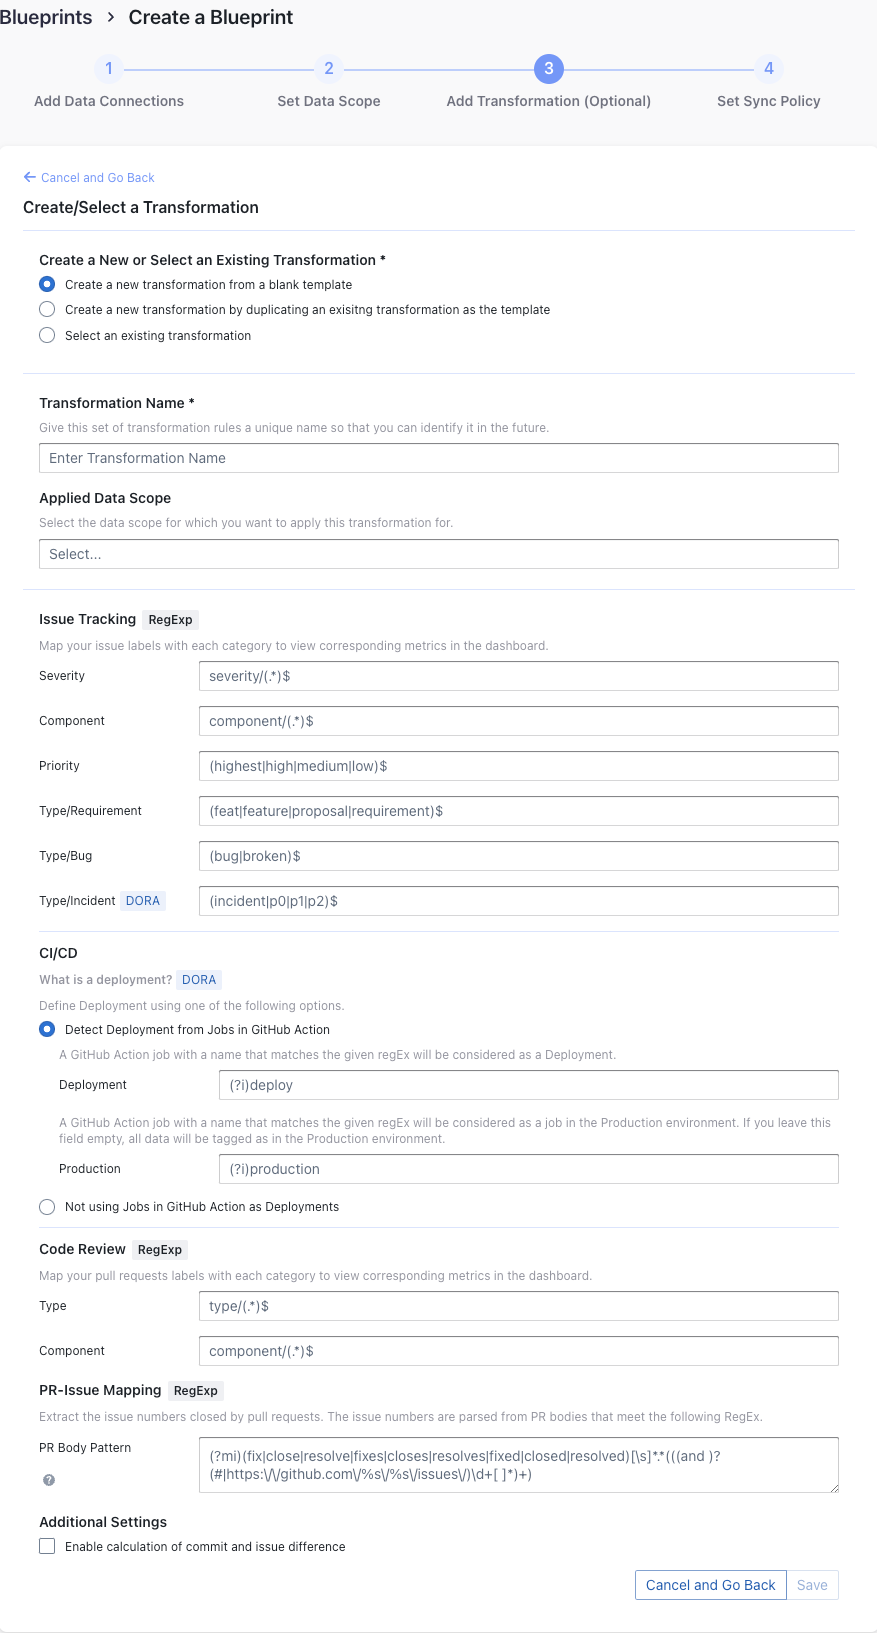 Blueprints > Create a Blueprint
1 2 3 4
Add Data Connections Set Data Scope Add Transformation (Optional) Set Sync Policy
← Cancel and Go Back
Create/Select a Transformation
Create a New or Select an Existing Transformation *
Create a new transformation from a blank template
Create a new transformation by duplicating an exisitng transformation as the template
Select an existing transformation
Transformation Name *
Give this set of transformation rules a unique name so that you can identify it in the future.
Enter Transformation Name
Applied Data Scope
Select the data scope for which you want to apply this transformation for.
Select...
Issue Tracking RegExp
Map your issue labels with each category to view corresponding metrics in the dashboard.
Severity severity/(.*)$
Component component/(.*)$
Priority (highest|high|medium|low)$
Type/Requirement (feat|feature|proposal|requirement)$
Type/Bug (bug|broken)$
Type/Incident DORA (incident|p0|p1|p2)$
CI/CD
What is a deployment? DORA
Define Deployment using one of the following options.
Detect Deployment from Jobs in GitHub Action
A GitHub Action job with a name that matches the given regEx will be considered as a Deployment.
Deployment (?i)deploy
A GitHub Action job with a name that matches the given regEx will be considered as a job in the Production environment. If you leave this
field empty, all data will be tagged as in the Production environment.
Production (?i)production
Not using Jobs in GitHub Action as Deployments
Code Review RegExp
Map your pull requests labels with each category to view corresponding metrics in the dashboard.
Type type/(.*)$
Component component/(.*)$
PR-Issue Mapping RegExp
Extract the issue numbers closed by pull requests. The issue numbers are parsed from PR bodies that meet the following RegEx.
PR Body Pattern (?mi)(fix|close|resolve|fixes|closes|resolves|fixed|closed|resolved)[\s]*.*(((and )?
(#|https:\/\/github.com\/%s\/%s\/issues\/)\d+[ ]*)+)
?
Additional Settings
Enable calculation of commit and issue difference
Cancel and Go Back Save